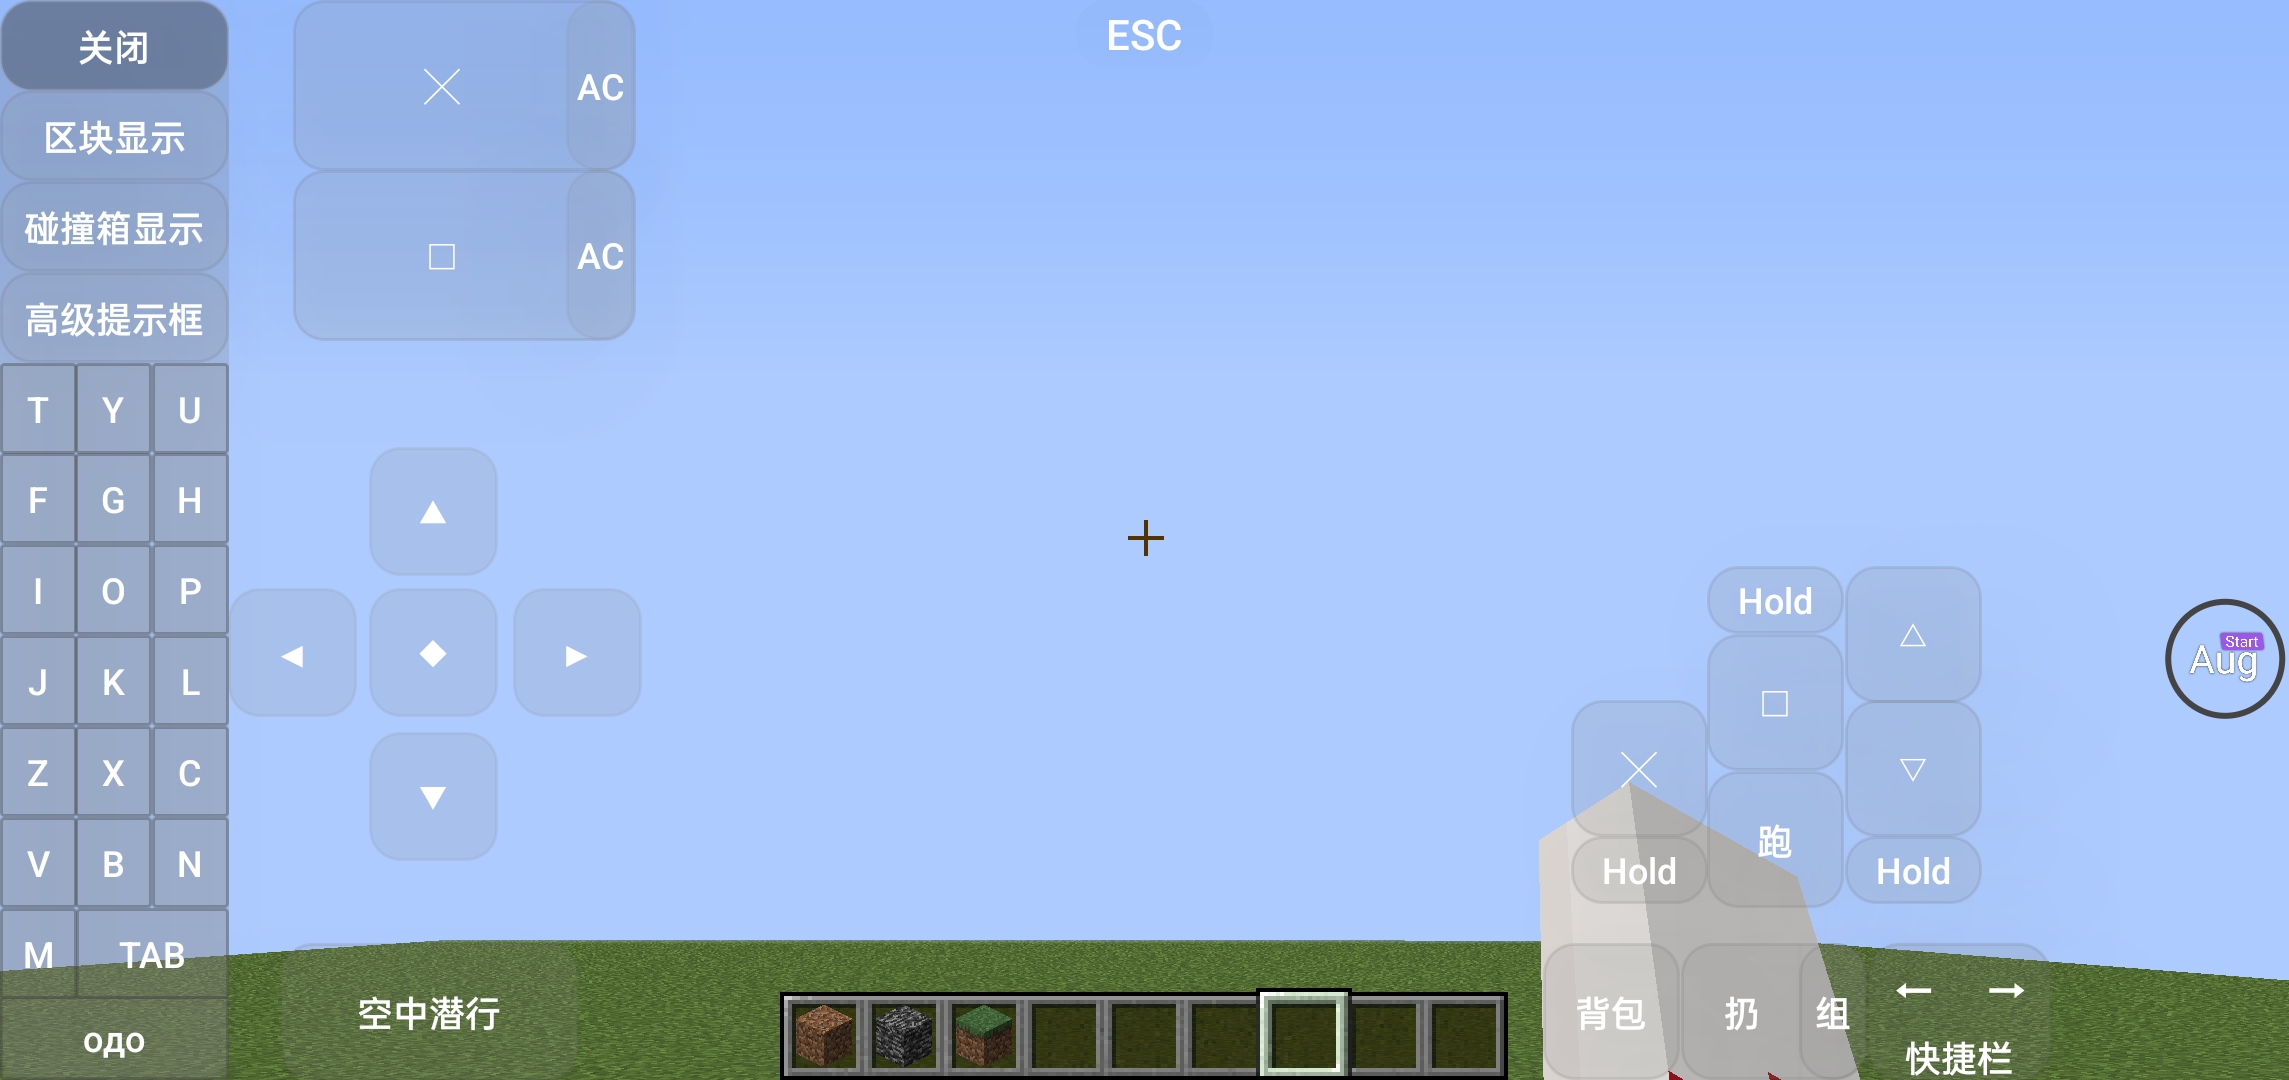 关闭
ESC
AC
区块显示
碰撞箱显示
AC
高级提示框
T Y U
F G H
I O P
Hold
J K L
Start
Aug
Z X C
跑
V B N
Hold
Hold
M TAB
空中潜行
背包
扔
组
← →
快捷栏
одо